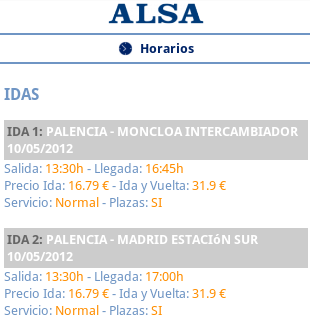 ALSA
Horarios
IDAS
IDA 1: PALENCIA - MONCLOA INTERCAMBIADOR
10/05/2012
Salida: 13:30h - Llegada: 16:45h
Precio Ida: 16.79 € - Ida y Vuelta: 31.9 €
Servicio: Normal - Plazas: SI
IDA 2: PALENCIA - MADRID ESTACIóN SUR
10/05/2012
Salida: 13:30h - Llegada: 17:00h
Precio Ida: 16.79 € - Ida y Vuelta: 31.9 €
Servicio: Normal - Plazas: SI